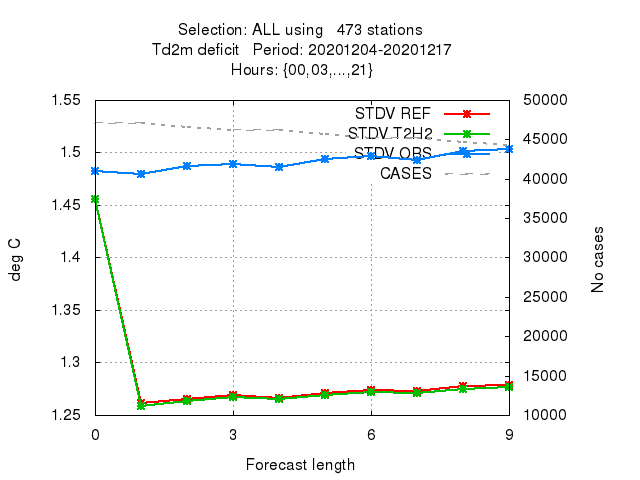 Selection: ALL using   473 stations
Td2m deficit   Period: 20201204-20201217
Hours: {00,03,...,21}
1.55
1.5
1.45
1.4
1.35
1.3
1.25
50000
45000
40000
35000
30000
25000
20000
15000
10000
STDV REF
STDV T2H2
STDV OBS
CASES
deg C
No cases
0 3 6 9
Forecast length